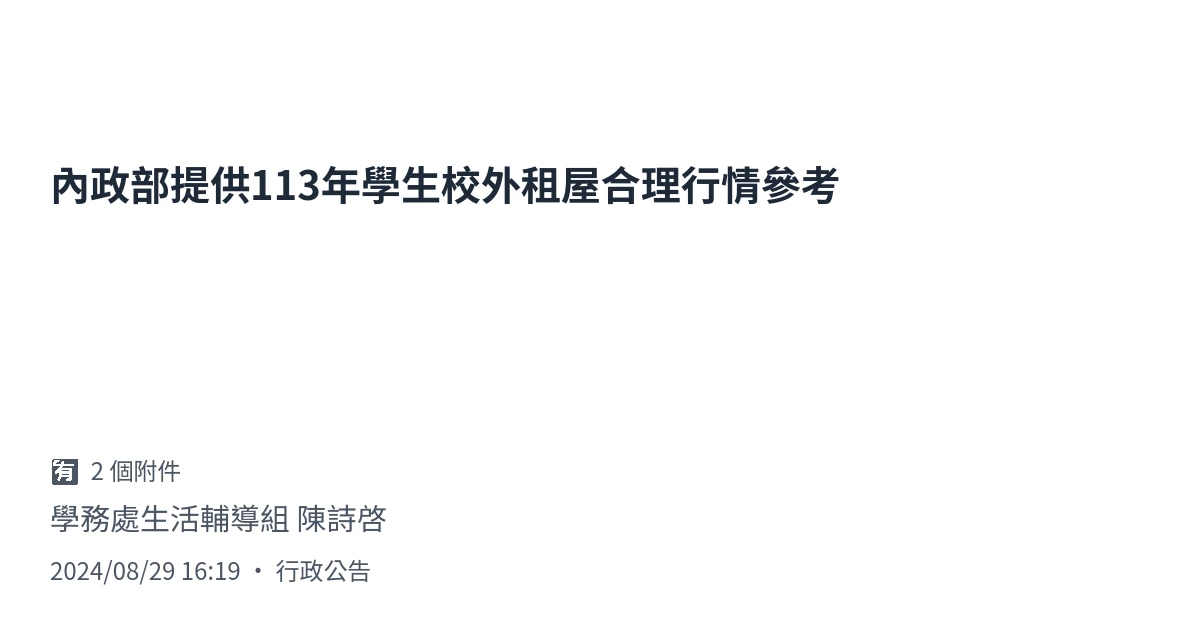 內政部提供113年學生校外租屋合理行情參考
🈶 2 個附件
學務處生活輔導組 陳詩啓
2024/08/29 16:19 • 行政公告